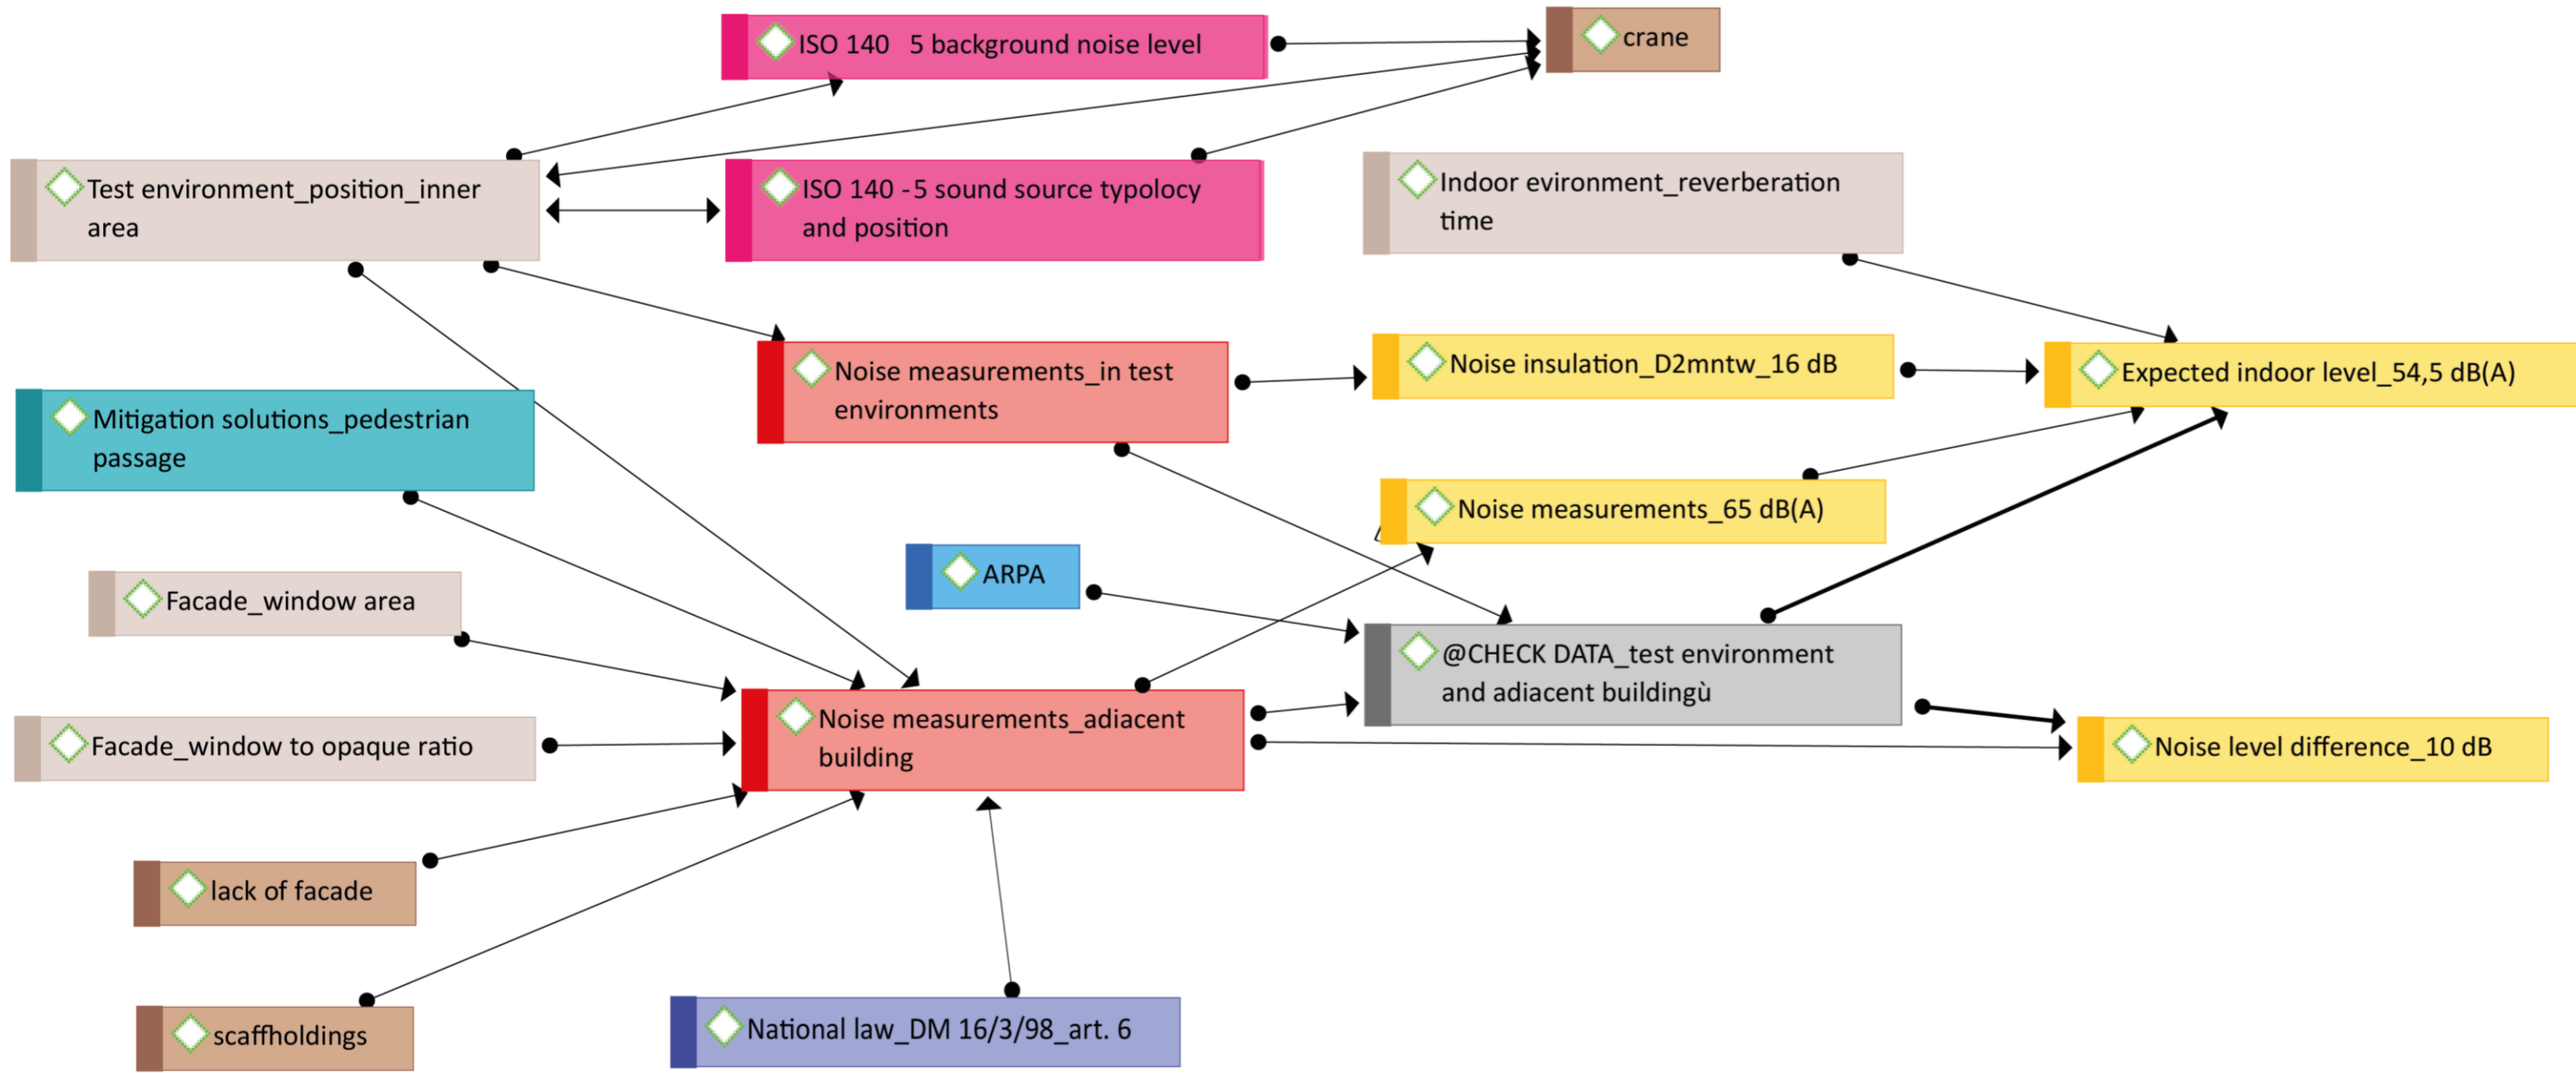 ISO 140 5 background noise level
crane
Test environment_position_inner
area
ISO 140 -5 sound source typolocy
and position
Indoor evironment_reverberation
time
Noise measurements_in test
environments
Noise insulation_D2mntw_16 dB
Expected indoor level_54,5 dB(A)
Mitigation solutions_pedestrian
passage
Noise measurements_65 dB(A)
ARPA
Facade_window area
@CHECK DATA_test environment
and adiacent buildingù
Facade_window to opaque ratio
Noise measurements_adiacent
building
Noise level difference_10 dB
lack of facade
scaffholdings
National law_DM 16/3/98_art. 6